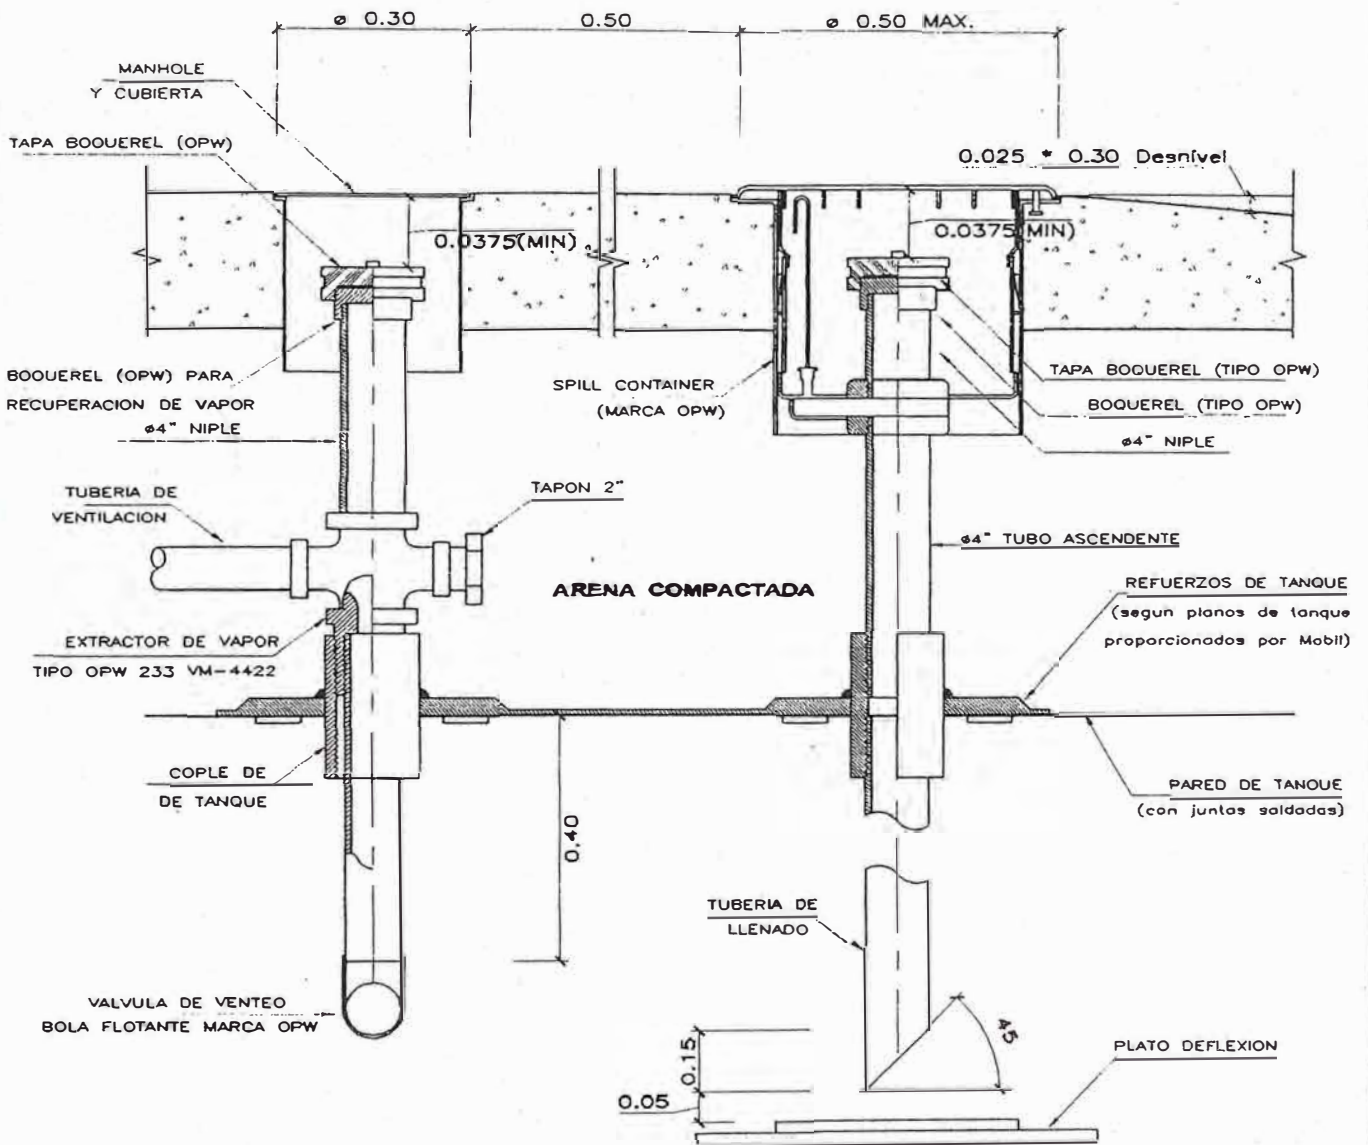 ø 0.30
0.50
ø 0.50 MAX.
MANHOLE
Y CUBIERTA
TAPA BOQUEREL (OPW)
0.025 * 0.30 Desnivel
0.0375(MIN)
0.0375(MIN)
BOQUEREL (OPW) PARA
RECUPERACION DE VAPOR
ø4" NIPLE
SPILL CONTAINER
(MARCA OPW)
TAPA BOQUEREL (TIPO OPW)
BOQUEREL (TIPO OPW)
ø4" NIPLE
TUBERIA DE
VENTILACION
TAPON 2"
ø4" TUBO ASCENDENTE
ARENA COMPACTADA
REFUERZOS DE TANQUE
(segun planos de tanque
proporcionados por Mobil)
EXTRACTOR DE VAPOR
TIPO OPW 233 VM-4422
COPLE DE
DE TANQUE
PARED DE TANQUE
(con juntas soldadas)
0.40
TUBERIA DE
LLENADO
VALVULA DE VENTEO
BOLA FLOTANTE MARCA OPW
45
0.15
PLATO DEFLEXION
0.05